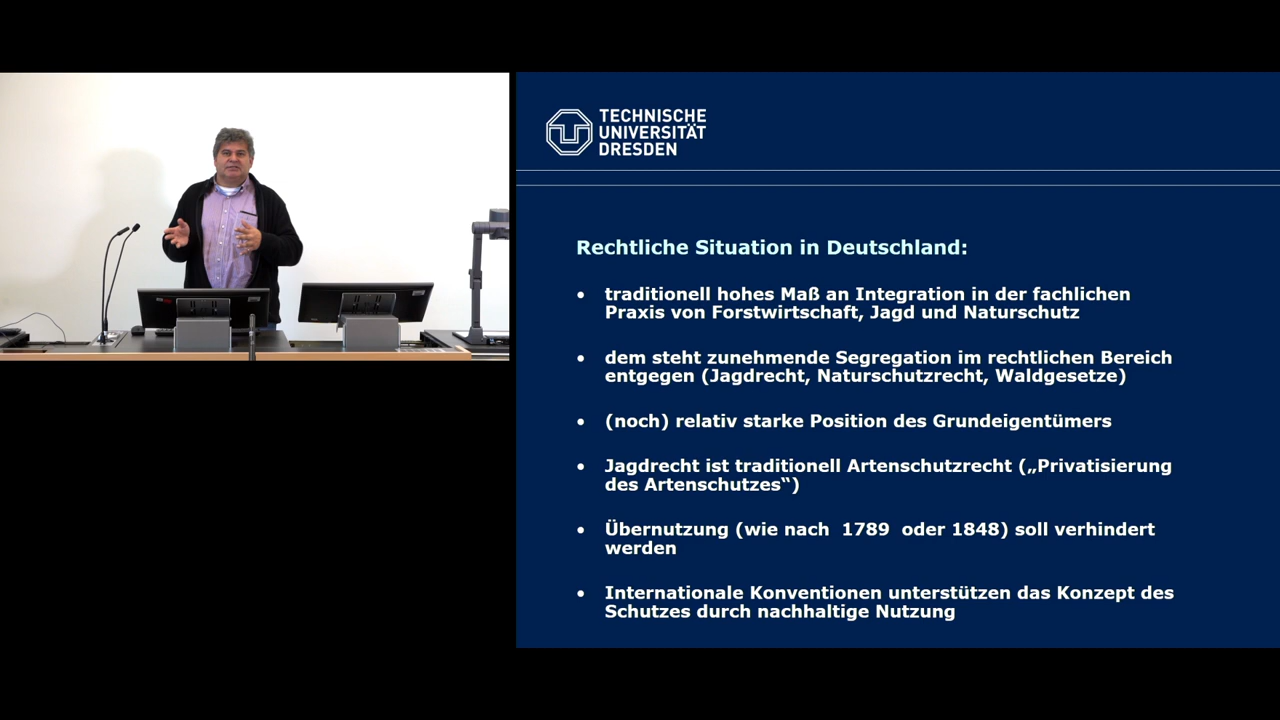 TECHNISCHE
UNIVERSITÄT
DRESDEN
Rechtliche Situation in Deutschland:
• traditionell hohes Maß an Integration in der fachlichen
Praxis von Forstwirtschaft, Jagd und Naturschutz
• dem steht zunehmende Segregation im rechtlichen Bereich
entgegen (Jagdrecht, Naturschutzrecht, Waldgesetze)
• (noch) relativ starke Position des Grundeigentümers
• Jagdrecht ist traditionell Artenschutzrecht („Privatisierung
des Artenschutzes“)
• Übernutzung (wie nach 1789 oder 1848) soll verhindert
werden
• Internationale Konventionen unterstützen das Konzept des
Schutzes durch nachhaltige Nutzung